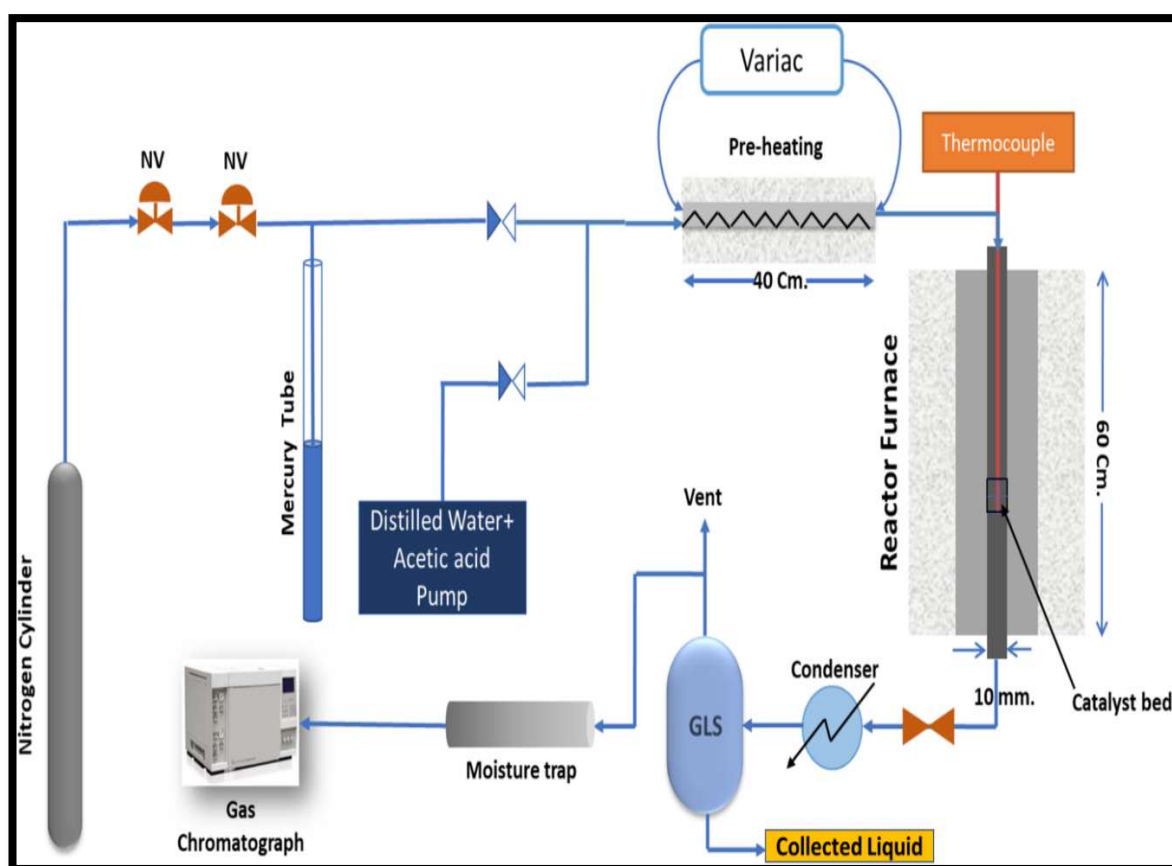 Variac
NV
NV
Pre-heating
Thermocouple
40 Cm.
Reactor Furnace
60 Cm.
Mercury Tube
Nitrogen Cylinder
Distilled Water+
Acetic acid
Pump
Vent
Condenser
10 mm.
Catalyst bed
GLS
Moisture trap
Gas
Chromatograph
Collected Liquid